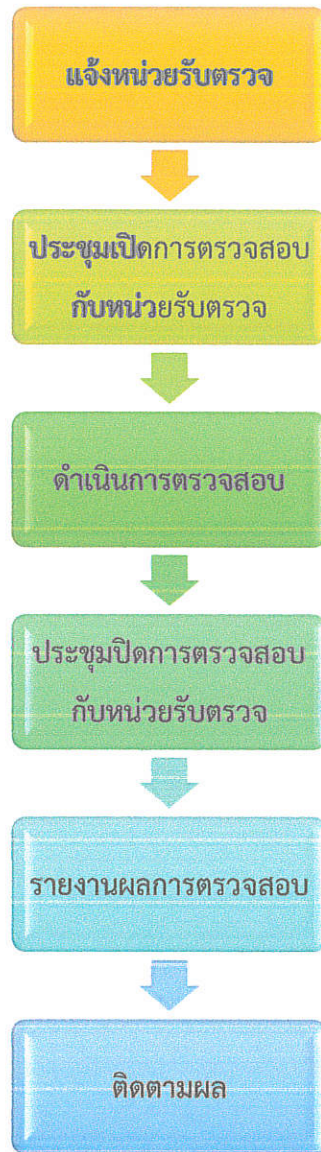 แจ้งหน่วยรับตรวจ
ประชุมเปิดการตรวจสอบ
กับหน่วยรับตรวจ
ดำเนินการตรวจสอบ
ประชุมปิดการตรวจสอบ
กับหน่วยรับตรวจ
รายงานผลการตรวจสอบ
ติดตามผล